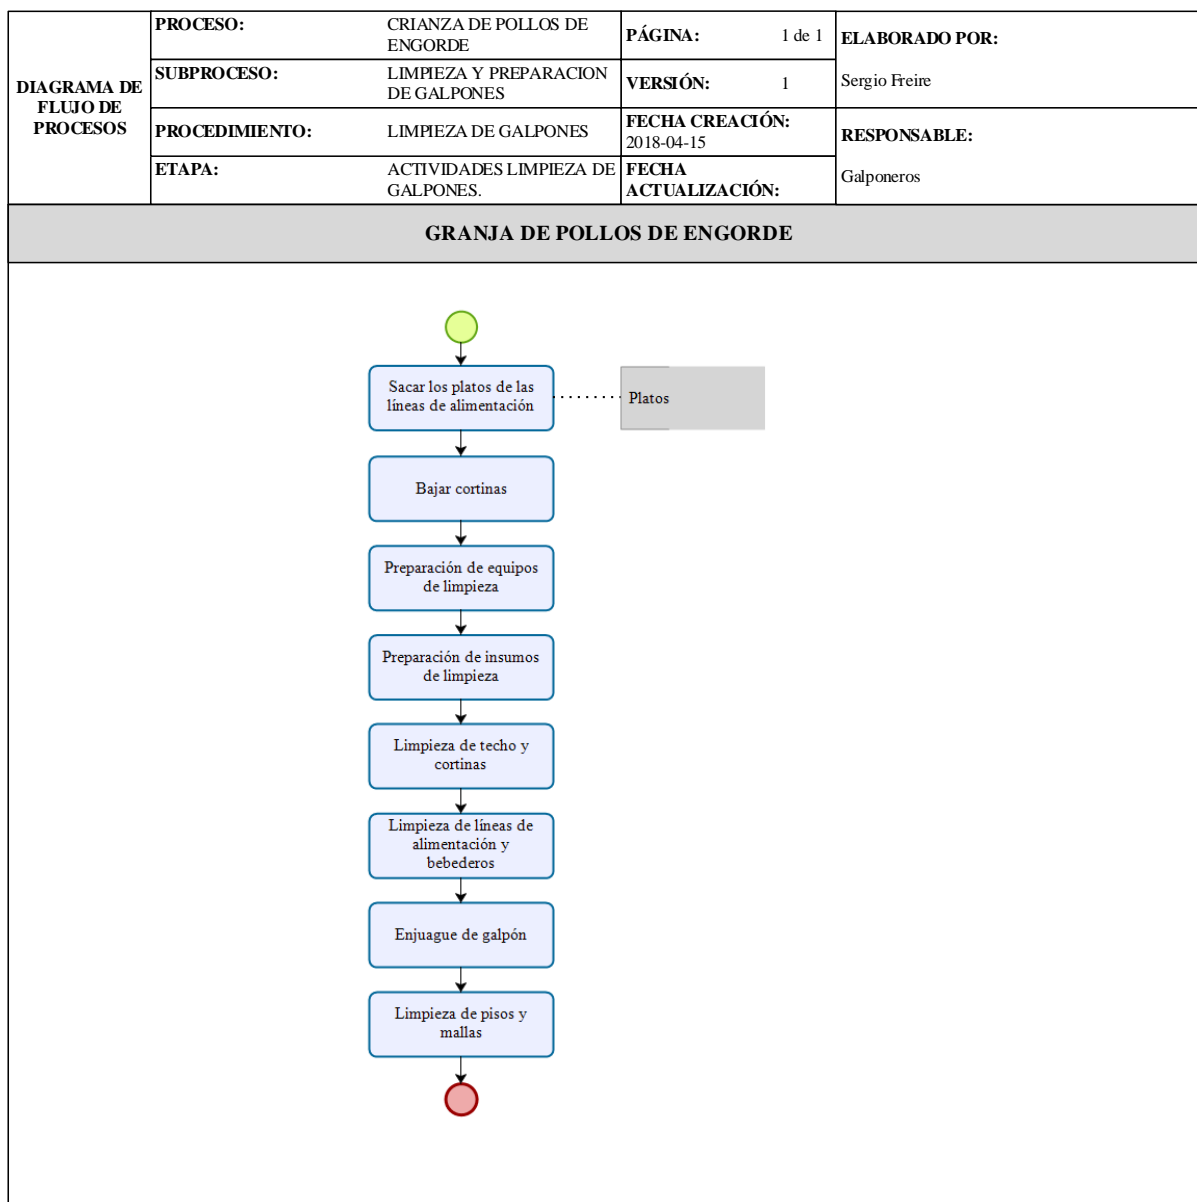 DIAGRAMA DE
FLUJO DE
PROCESOS
PROCESO:
CRIANZA DE POLLOS DE
ENGORDE
PÁGINA:
1 de 1
ELABORADO POR:
Sergio Freire
SUBPROCESO:
LIMPIEZA Y PREPARACION
DE GALPONES
VERSIÓN:
1
PROCEDIMIENTO:
LIMPIEZA DE GALPONES
FECHA CREACIÓN:
2018-04-15
RESPONSABLE:
Galponeros
ETAPA:
ACTIVIDADES LIMPIEZA DE
GALPONES.
FECHA
ACTUALIZACIÓN:
GRANJA DE POLLOS DE ENGORDE
Sacar los platos de las
líneas de alimentación
Platos
Bajar cortinas
Preparación de equipos
de limpieza
Preparación de insumos
de limpieza
Limpieza de techo y
cortinas
Limpieza de líneas de
alimentación y
bebederos
Enjuague de galpón
Limpieza de pisos y
mallas